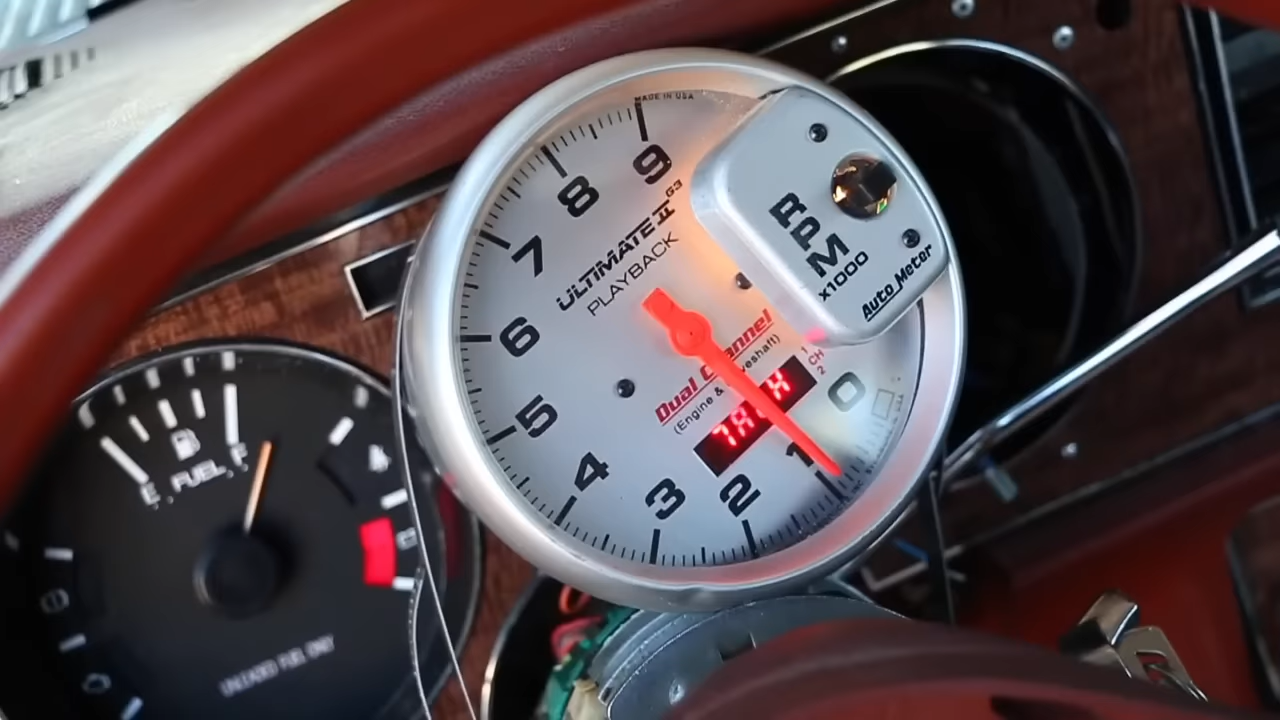 MADE IN USA
9
8
7
6
5
4
3
2
1
0
ULTIMATE II G3
PLAYBACK
RPM
x1000
Auto Meter
Dual Channel
1
CH
2
E FUEL F
UNLEADED FUEL ONLY